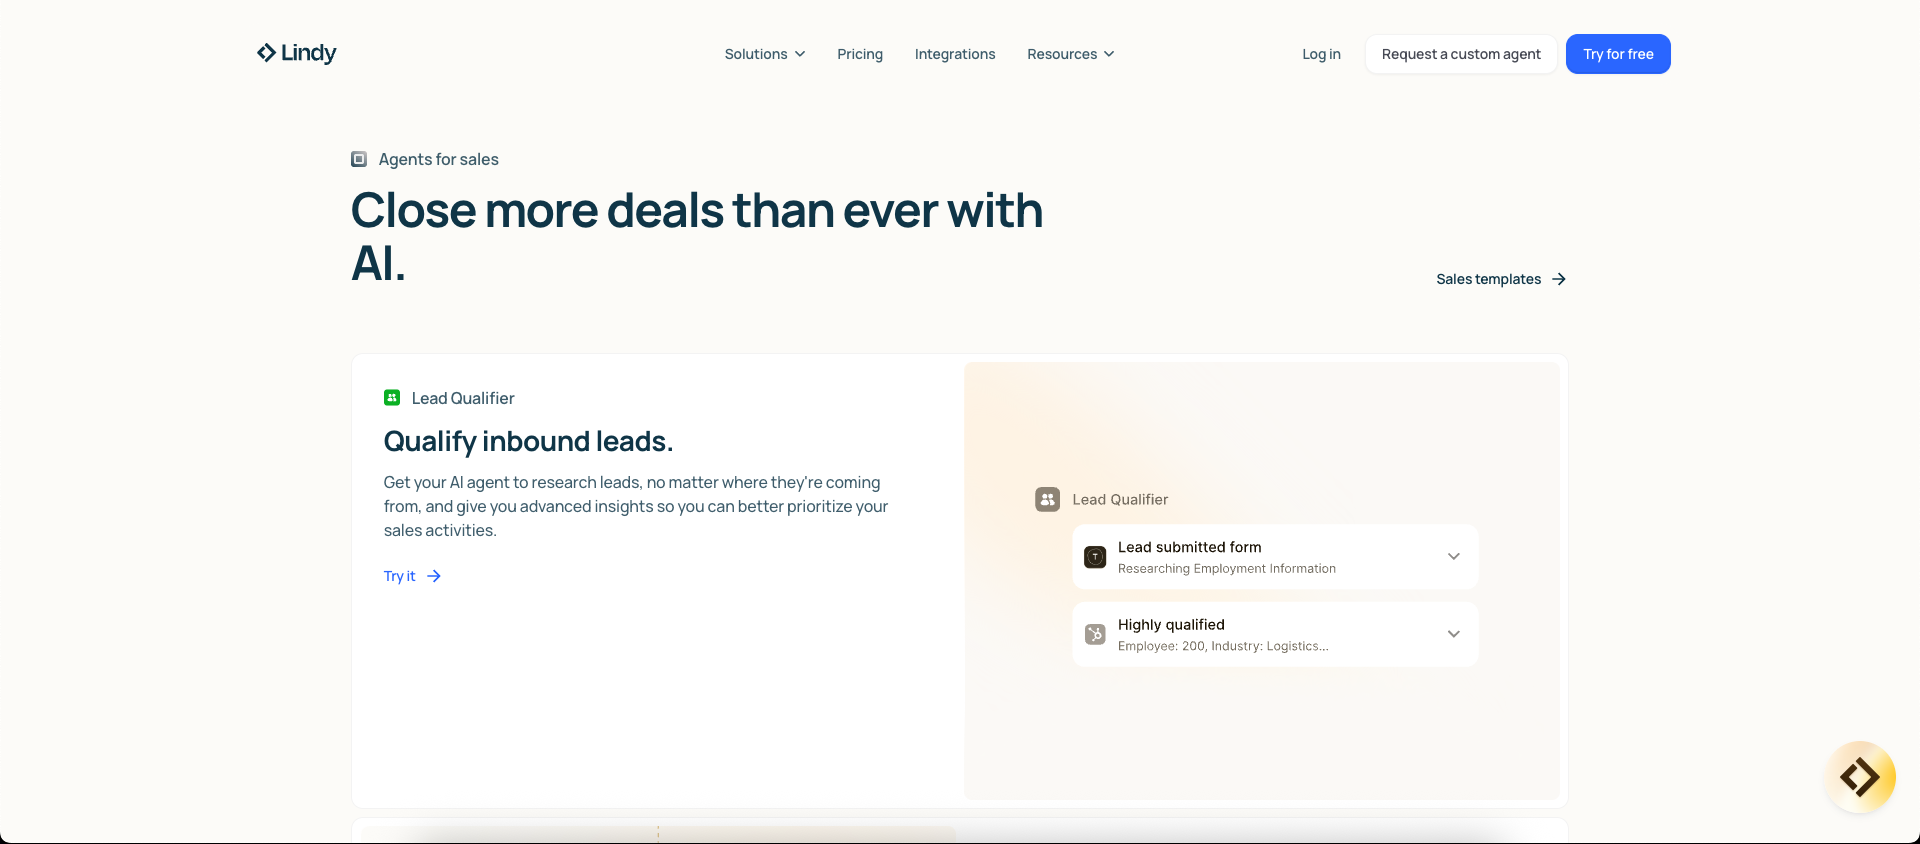 Lindy
Solutions
Pricing
Integrations
Resources
Log in
Request a custom agent
Try for free
Agents for sales
Close more deals than ever with
AI.
Sales templates
Lead Qualifier
Qualify inbound leads.
Get your AI agent to research leads, no matter where they're coming
from, and give you advanced insights so you can better prioritize your
sales activities.
Try it
Lead Qualifier
T
Lead submitted form
Researching Employment Information
Highly qualified
Employee: 200, Industry: Logistics...